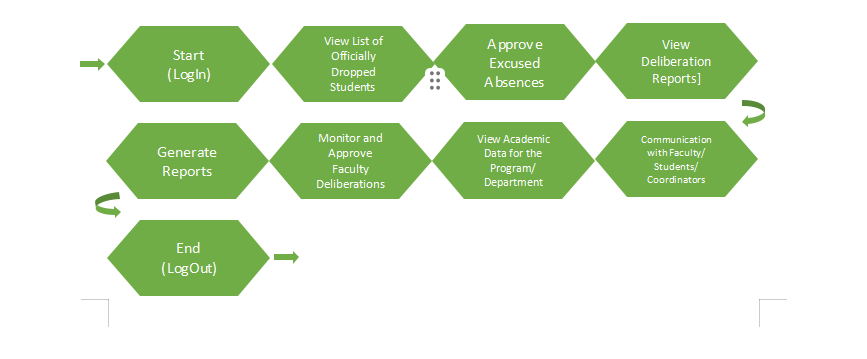 Start
(LogIn)
View List of
Officially
Dropped
Students
Approve
Excused
Absences
View
Deliberation
Reports]
Generate
Reports
Monitor and
Approve
Faculty
Deliberations
View Academic
Data for the
Program/
Department
Communication
with Faculty/
Students/
Coordinators
End
(LogOut)